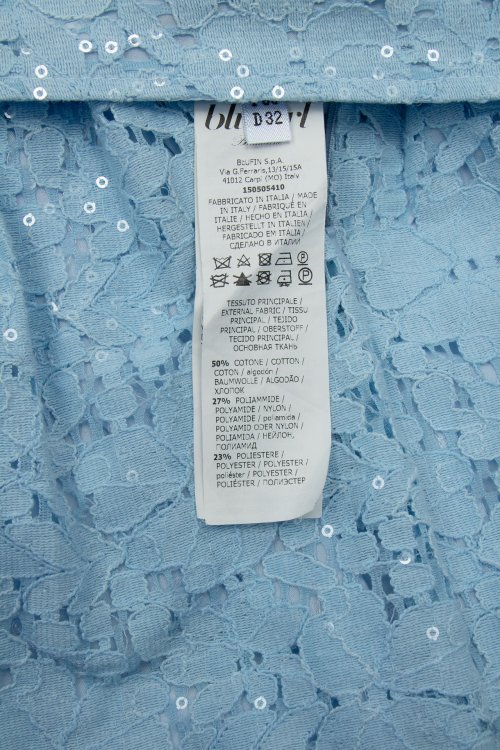 D 32
BLUFIN S.p.A.
Via G.Ferraris,13/15/15A
41012 Carpi (MO) Italy
150505410
FABBRICATO IN ITALIA / MADE
IN ITALY / FABRIQUÉ EN
ITALIE / HECHO EN ITALIA /
HERGESTELLT IN ITALIEN /
FABRICADO EM ITALIA /
СДЕЛАНО В ИТАЛИИ
TESSUTO PRINCIPALE /
EXTERNAL FABRIC / TISSU
PRINCIPAL / TEJIDO
PRINCIPAL / OBERSTOFF /
TECIDO PRINCIPAL /
ОСНОВНАЯ ТКАНЬ
50% COTONE / COTTON /
COTON / algodón /
BAUMWOLLE / ALGODÃO /
ХЛОПОК
27% POLIAMMIDE /
POLYAMIDE / NYLON /
POLYAMIDE / poliamida /
POLYAMID ODER NYLON /
POLIAMIDA / НЕЙЛОН,
ПОЛИАМИД
23% POLIESTERE /
POLYESTER / POLYESTER /
poliéster / POLYESTER /
POLIÉSTER / ПОЛИЭСТЕР